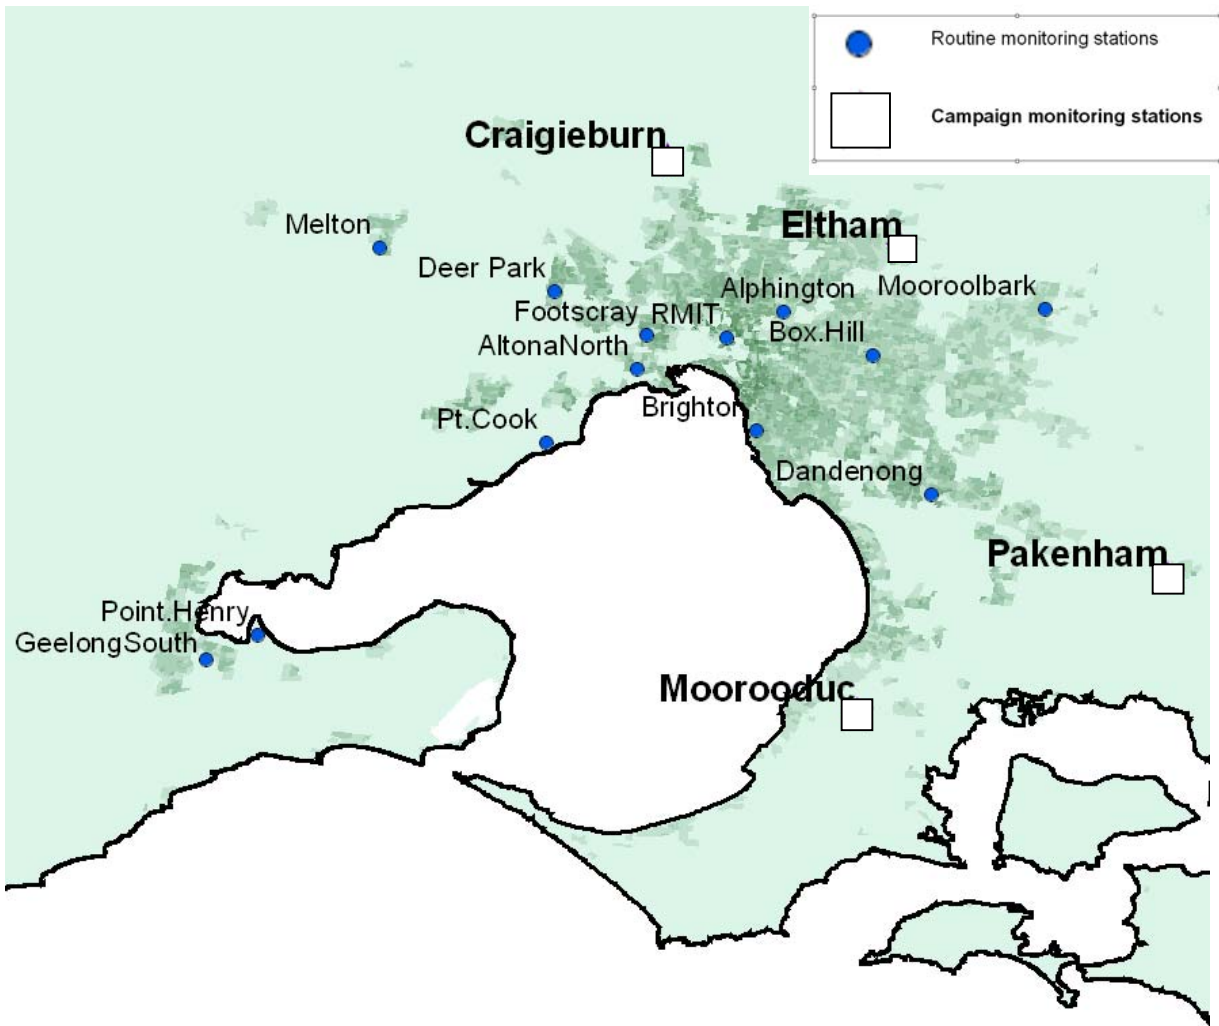 Routine monitoring stations
Campaign monitoring stations
Craigieburn
Melton
Eltham
Deer Park
Alphington
Mooroolbark
Footscray
RMIT
Box.Hill
AltonaNorth
Brighton
Pt.Cook
Dandenong
Pakenham
Point.Henry
GeelongSouth
Moorooduc